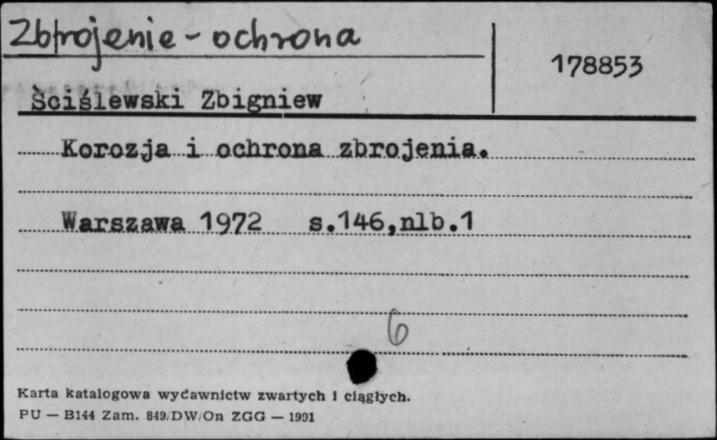 Zbrojenie - ochrona
178853
Ściślewski Zbigniew
Korozja i ochrona zbrojenia.
Warszawa 1972 s.146,nlb.1
6
Karta katalogowa wydawnictw zwartych i ciągłych.
PU — B144 Zam. 849/DW/On ZGG — 1991